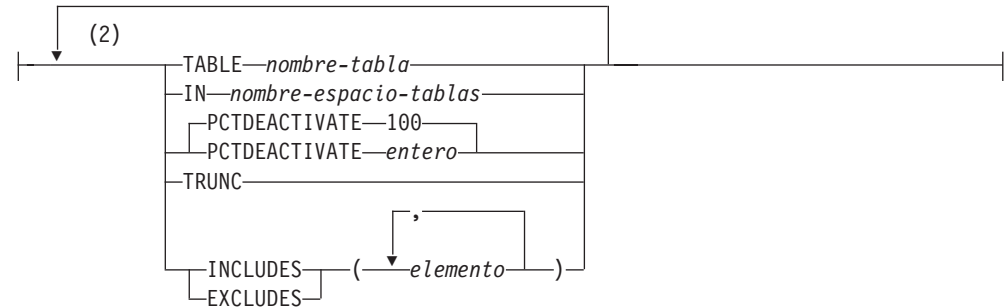 (2)
TABLE nombre-tabla
IN nombre-espacio-tablas
PCTDEACTIVATE 100
PCTDEACTIVATE entero
TRUNC
,
INCLUDES ( elemento )
EXCLUDES